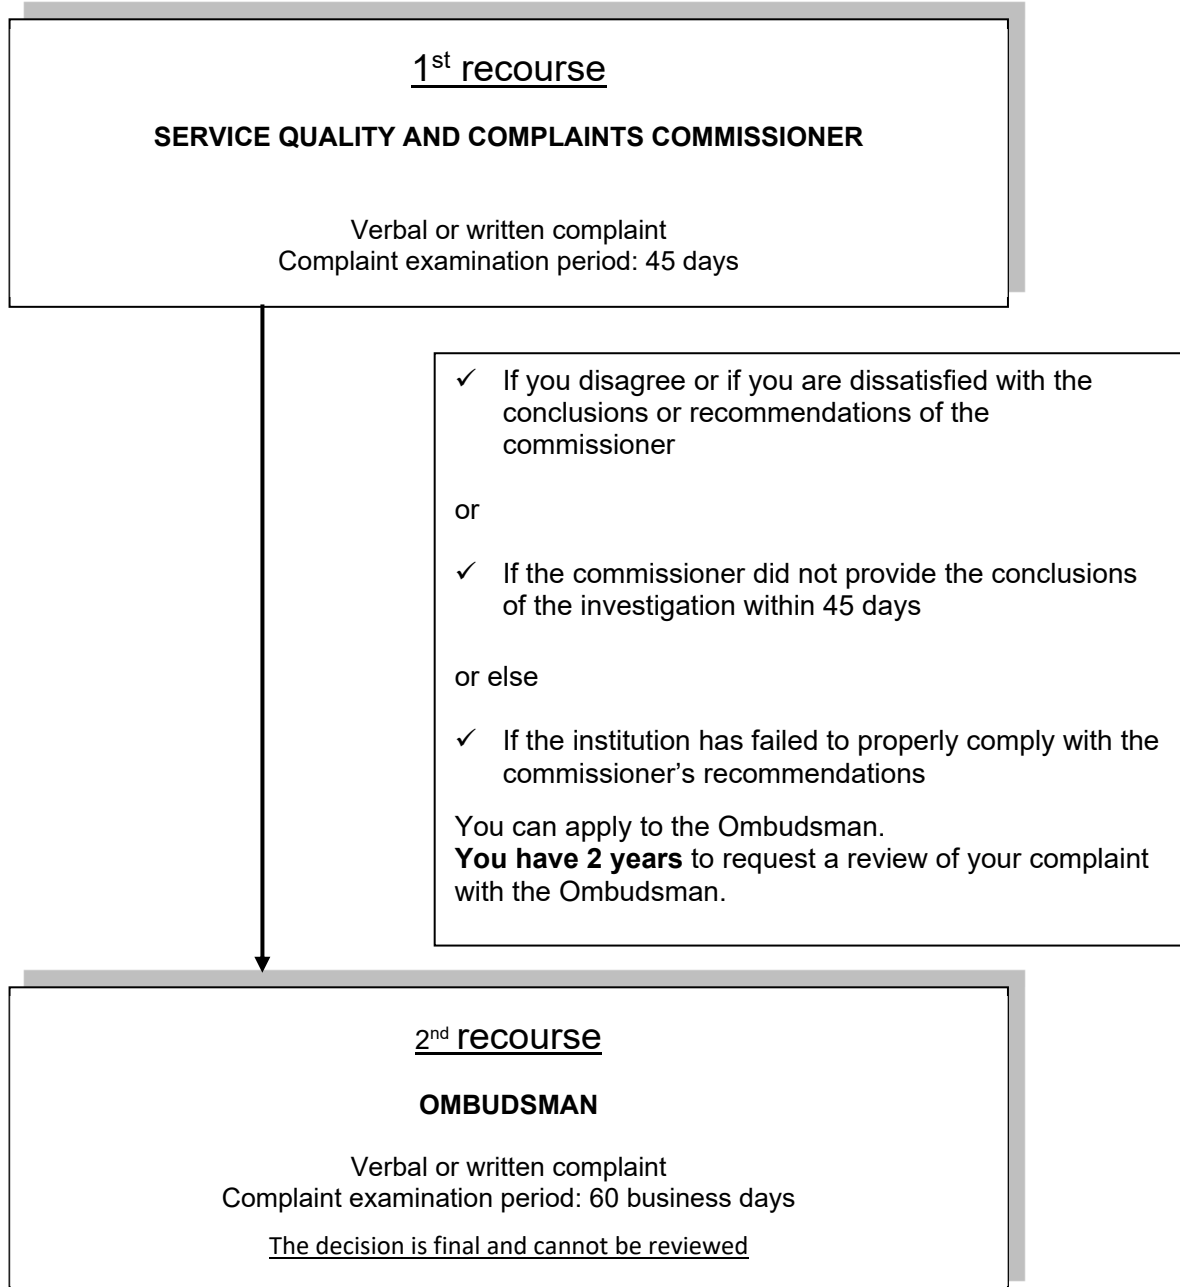 1st recourse
SERVICE QUALITY AND COMPLAINTS COMMISSIONER
Verbal or written complaint
Complaint examination period: 45 days
✓ If you disagree or if you are dissatisfied with the
conclusions or recommendations of the
commissioner
or
✓ If the commissioner did not provide the conclusions
of the investigation within 45 days
or else
✓ If the institution has failed to properly comply with the
commissioner’s recommendations
You can apply to the Ombudsman.
You have 2 years to request a review of your complaint
with the Ombudsman.
2nd recourse
OMBUDSMAN
Verbal or written complaint
Complaint examination period: 60 business days
The decision is final and cannot be reviewed